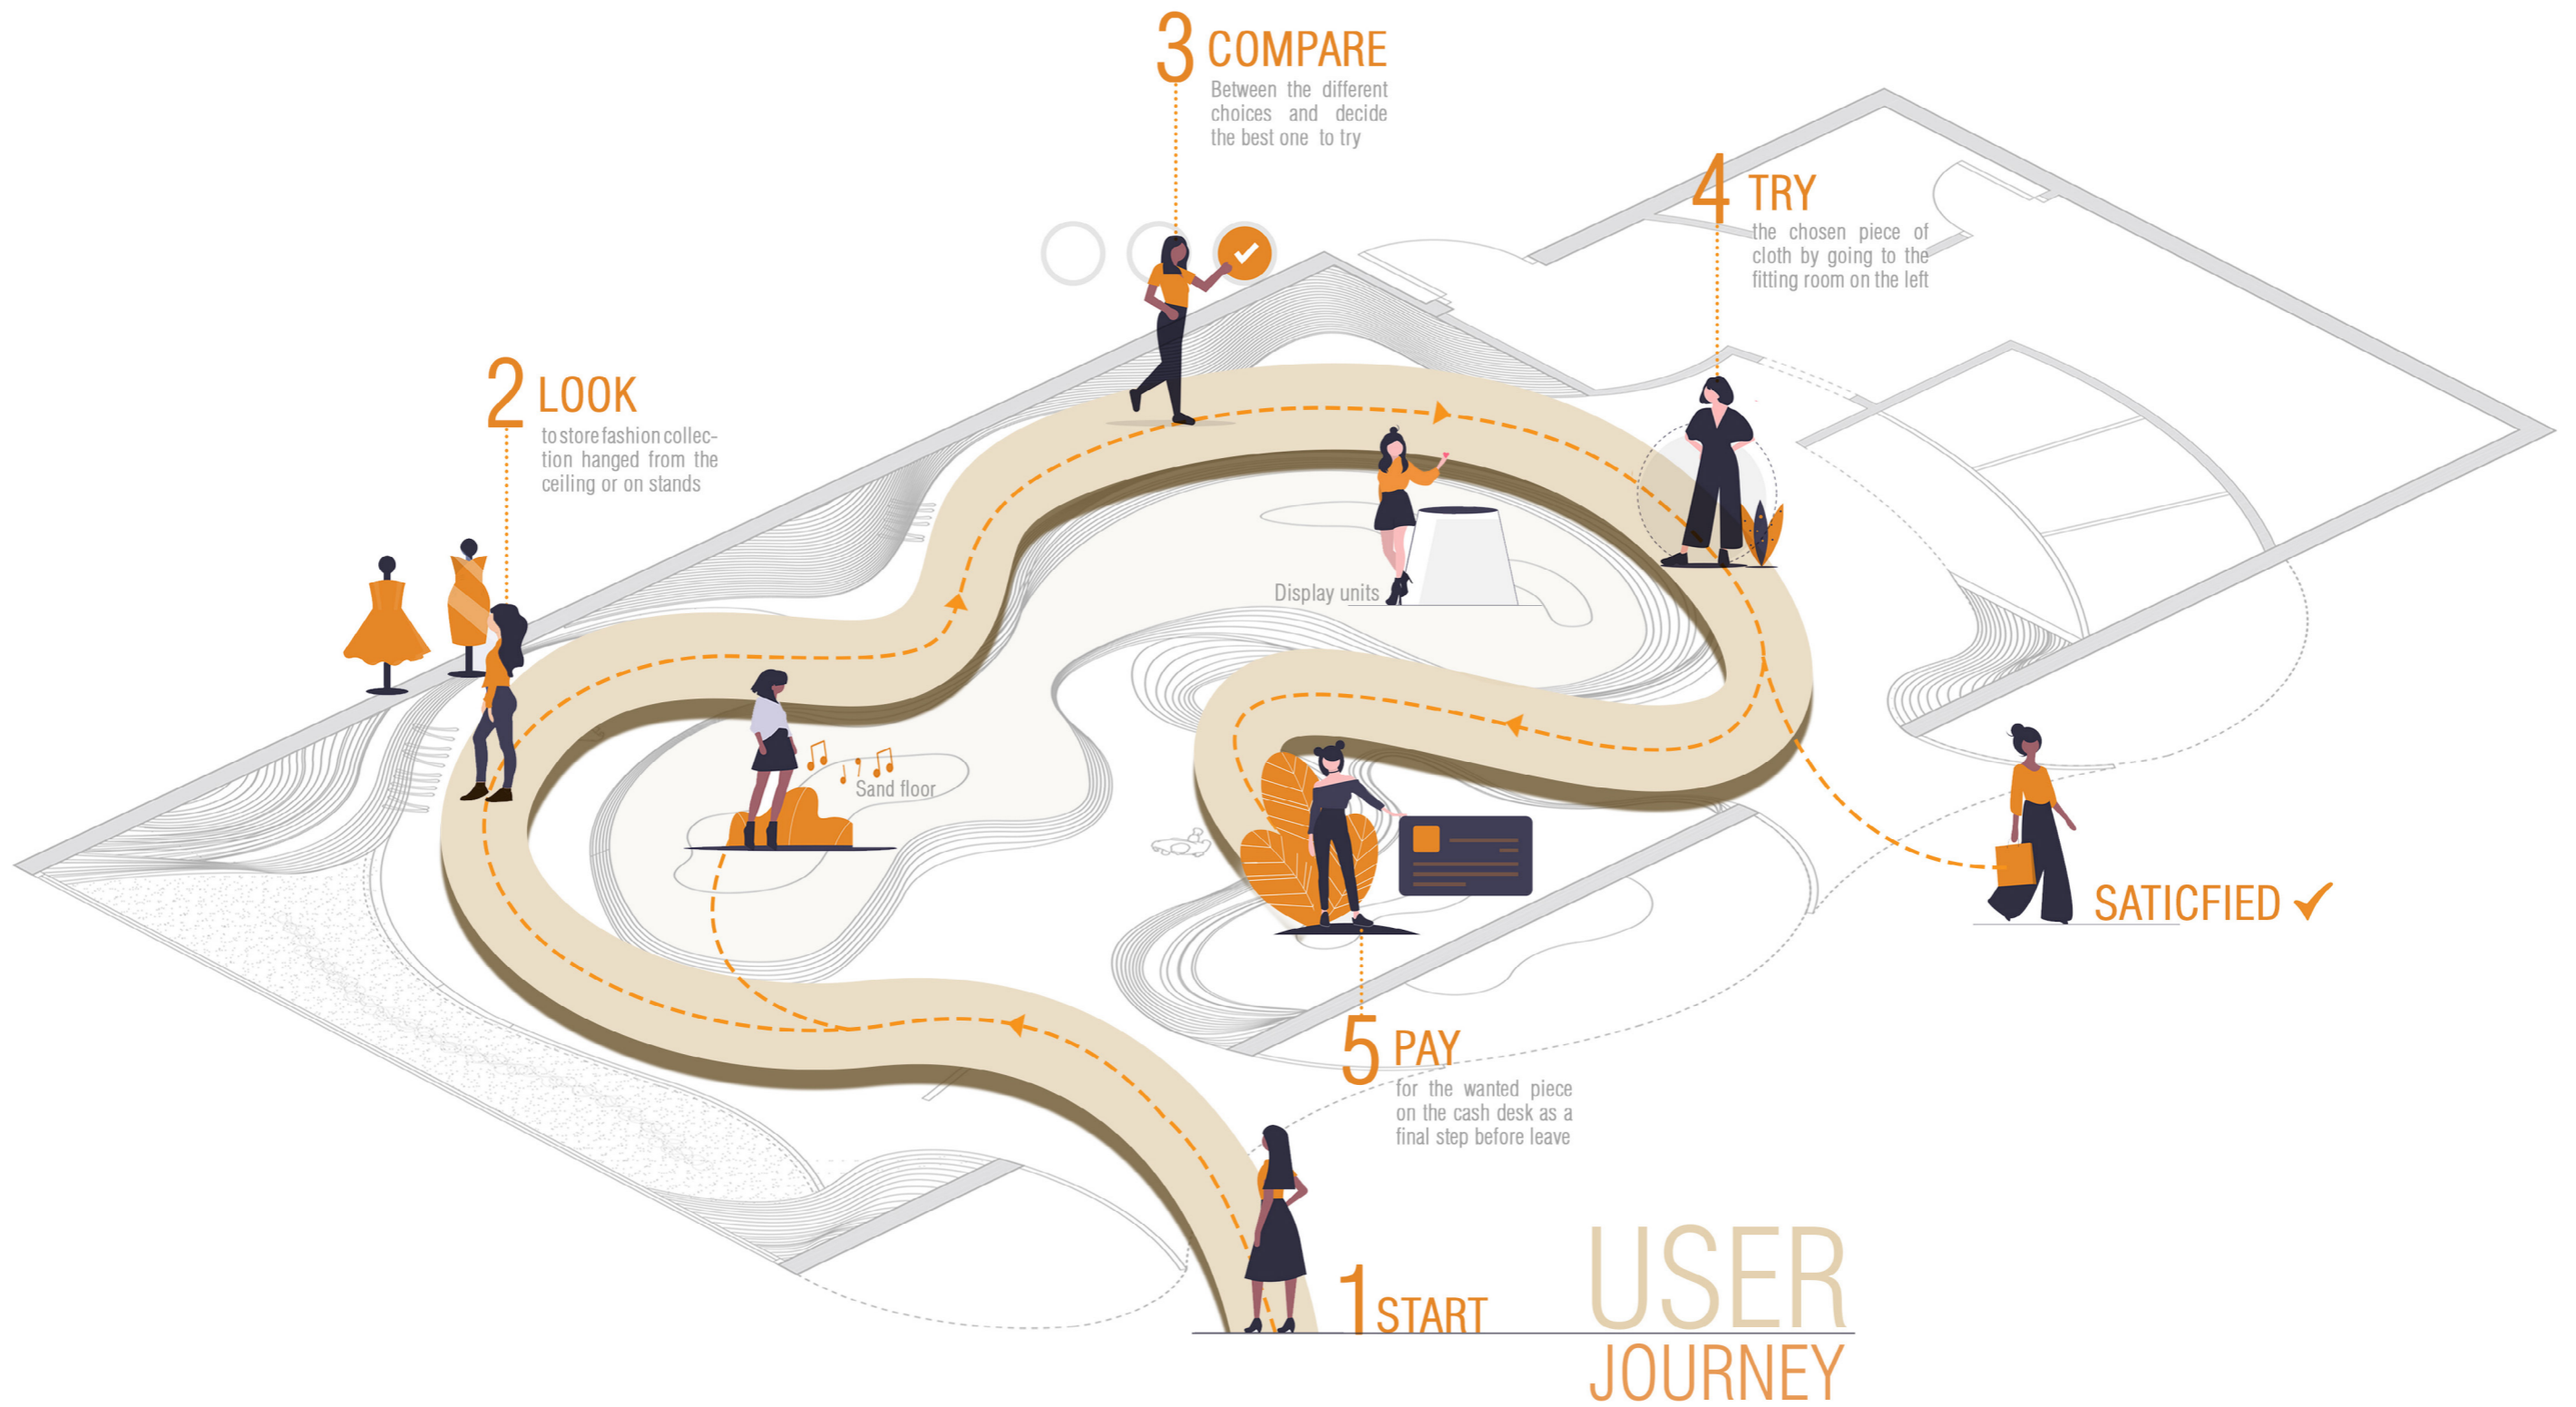 3 COMPARE
Between the different
choices and decide
the best one to try
4 TRY
the chosen piece of
cloth by going to the
fitting room on the left
2 LOOK
to store fashion collec-
tion hanged from the
ceiling or on stands
Display units
Sand floor
SATICFIED
5 PAY
for the wanted piece
on the cash desk as a
final step before leave
1 START
USER
JOURNEY